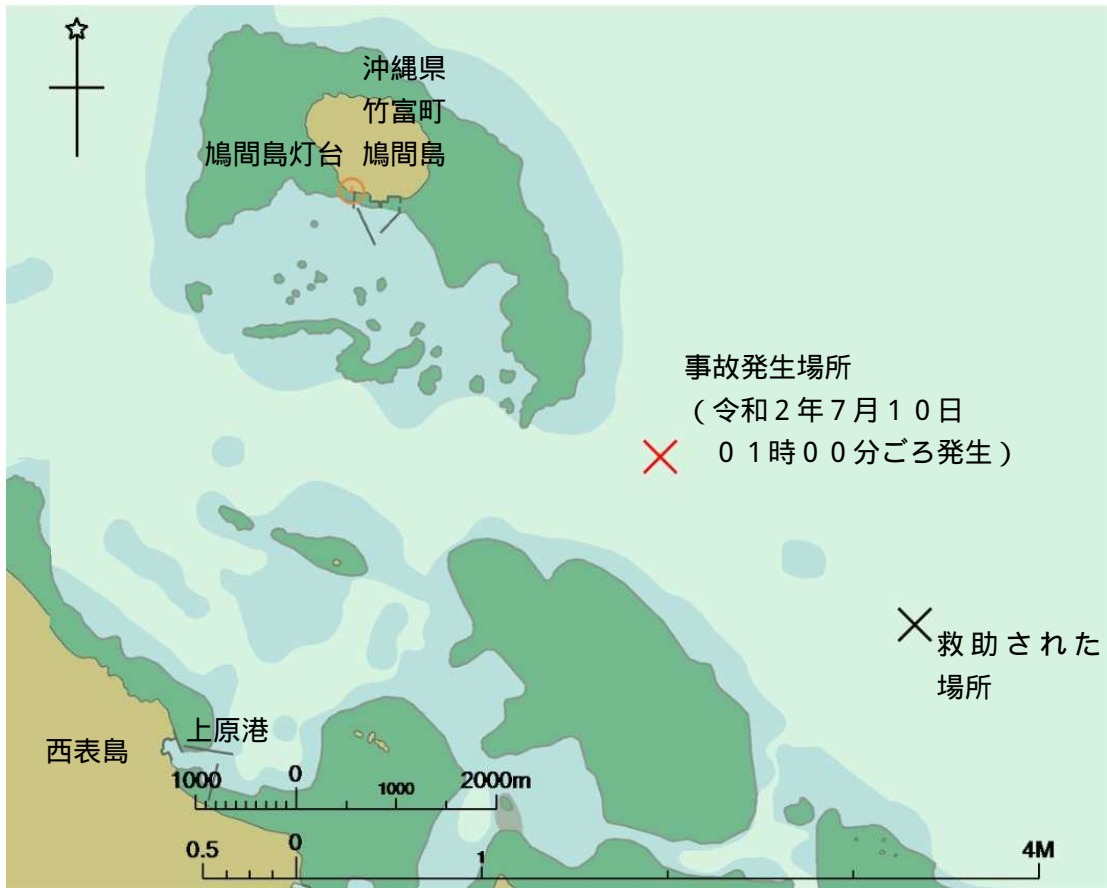 沖縄県
竹富町
鳩間島灯台 鳩間島
事故発生場所
（令和２年７月１０日
０１時００分ごろ発生）
救助された
場所
上原港
西表島
1000 0 1000 2000m
0.5 0 1 4M